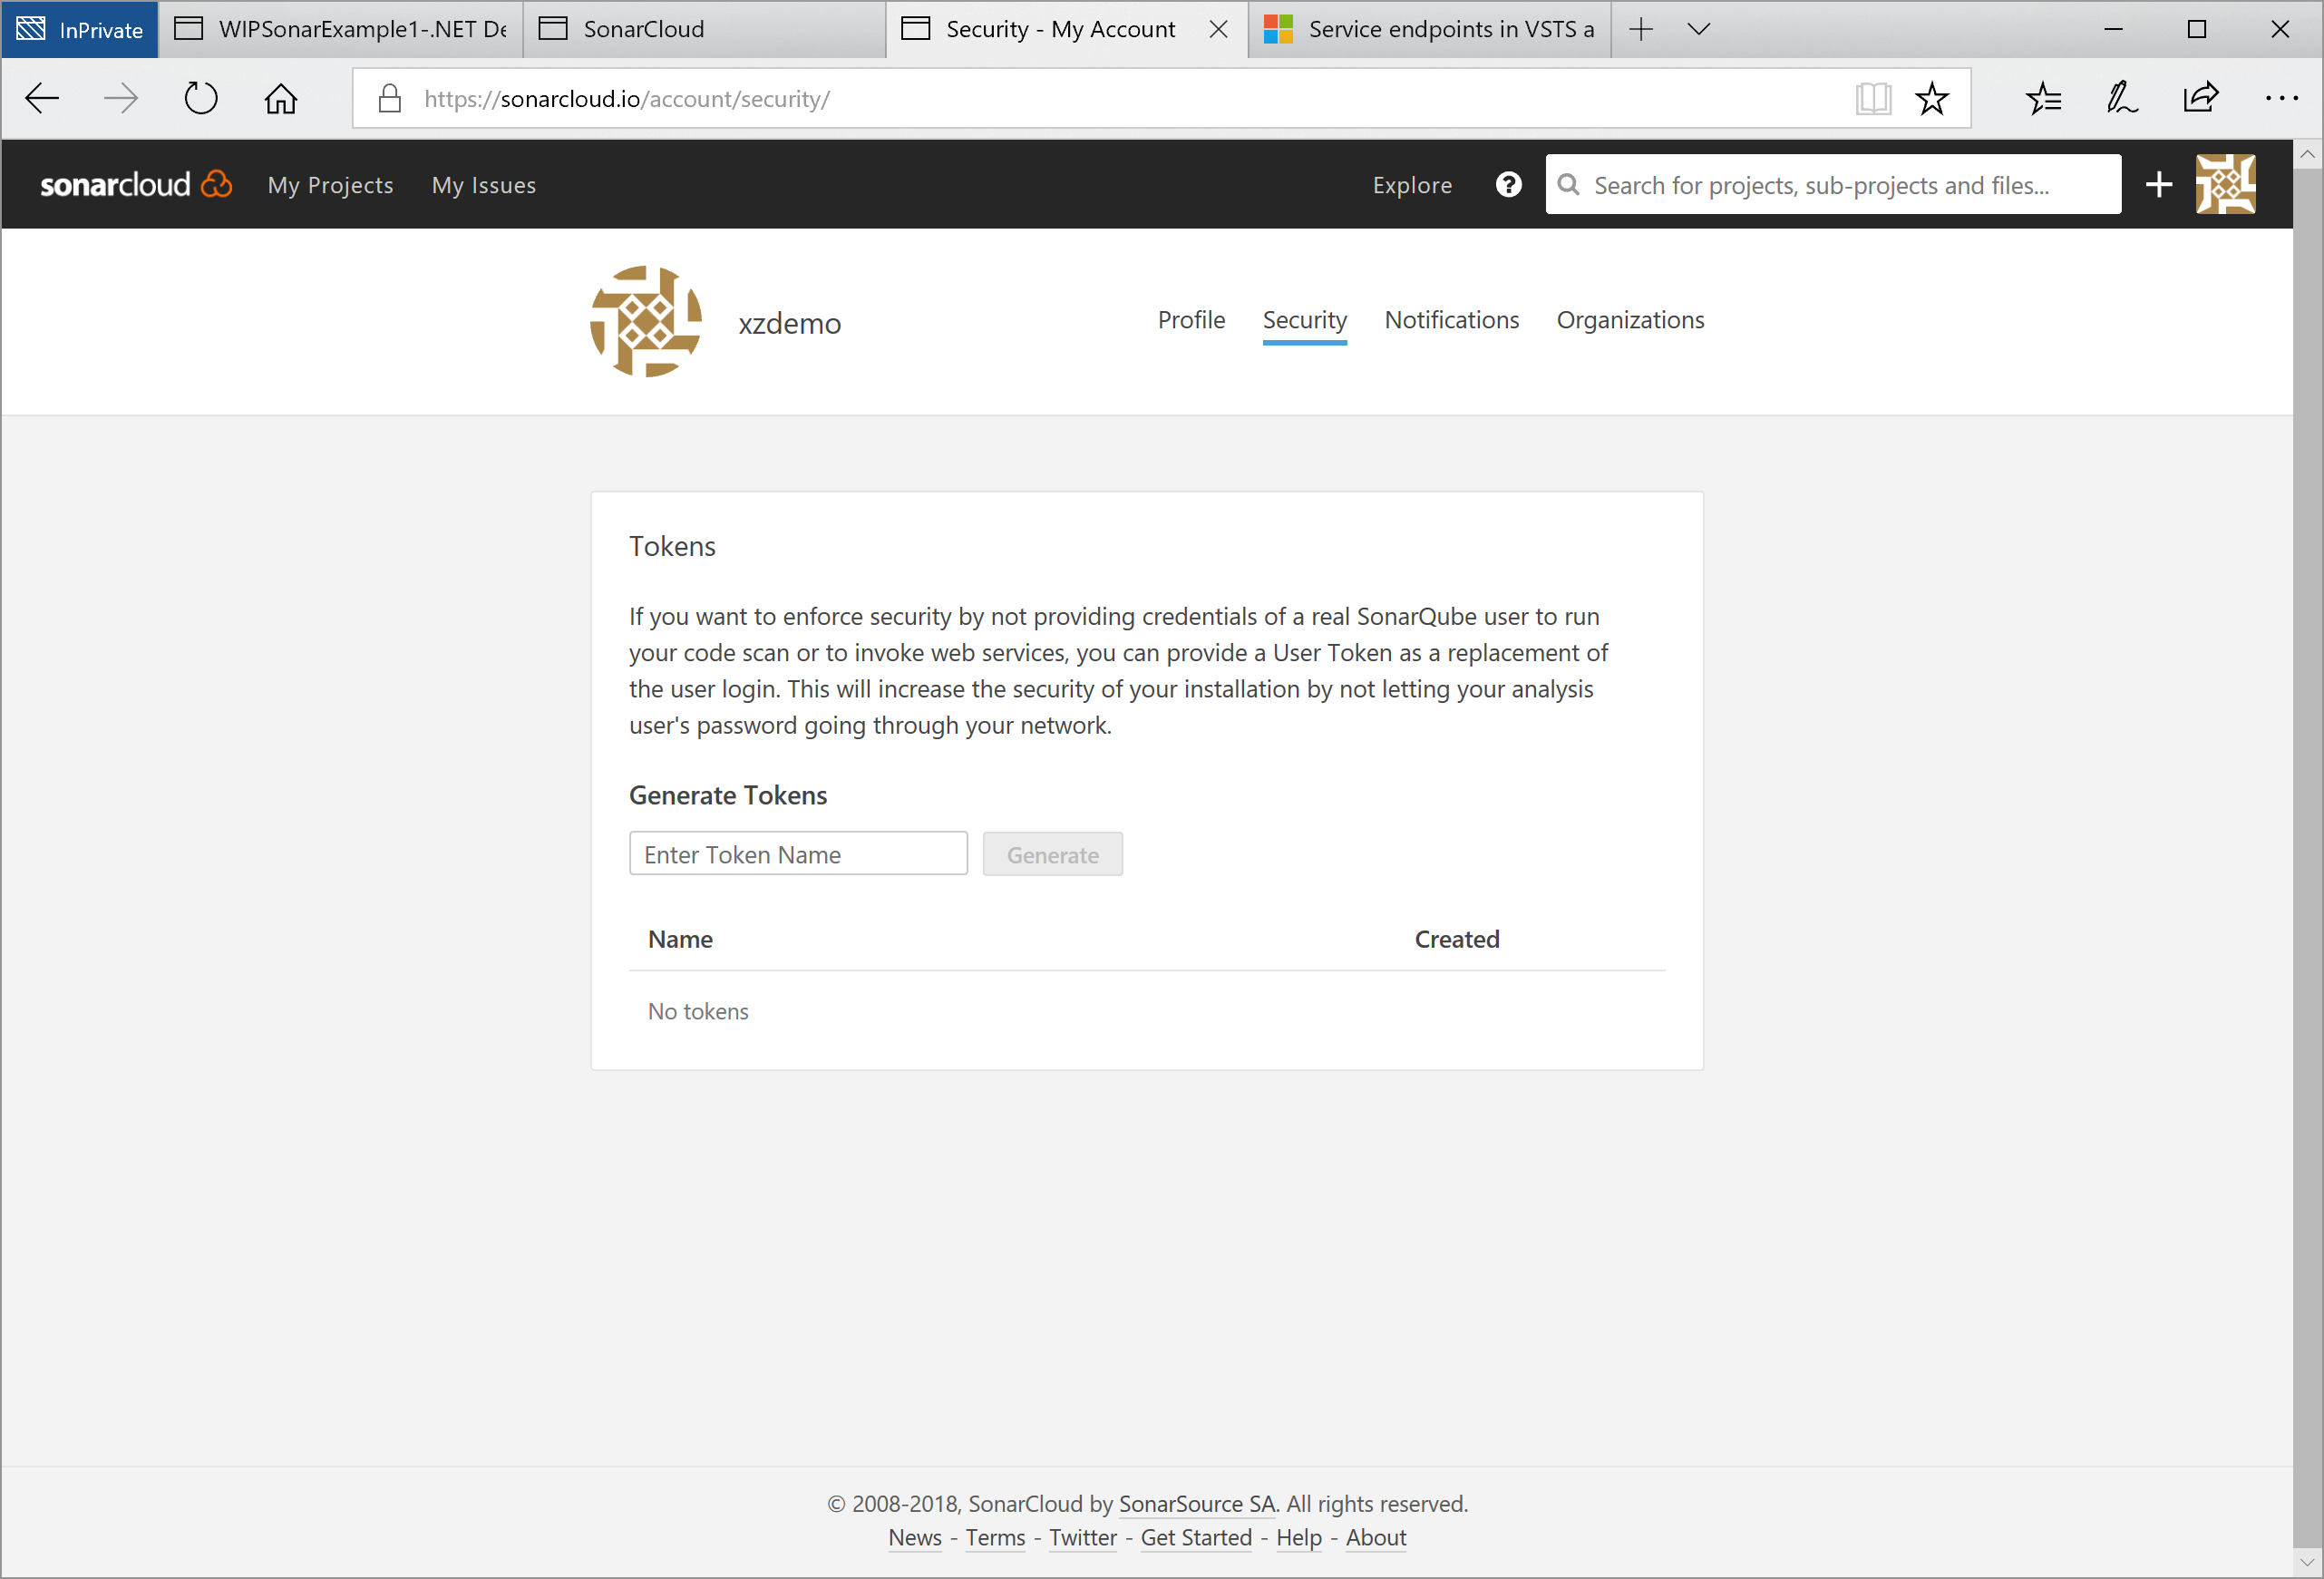 InPrivate
WIPSonarExample1-.NET De
SonarCloud
Security - My Account
Service endpoints in VSTS a
https://sonarcloud.io/account/security/
sonarcloud
My Projects
My Issues
Explore
?
Search for projects, sub-projects and files...
xzdemo
Profile
Security
Notifications
Organizations
Tokens
If you want to enforce security by not providing credentials of a real SonarQube user to run
your code scan or to invoke web services, you can provide a User Token as a replacement of
the user login. This will increase the security of your installation by not letting your analysis
user's password going through your network.
Generate Tokens
Enter Token Name
Generate
Name
Created
No tokens
© 2008-2018, SonarCloud by SonarSource SA. All rights reserved.
News - Terms - Twitter - Get Started - Help - About